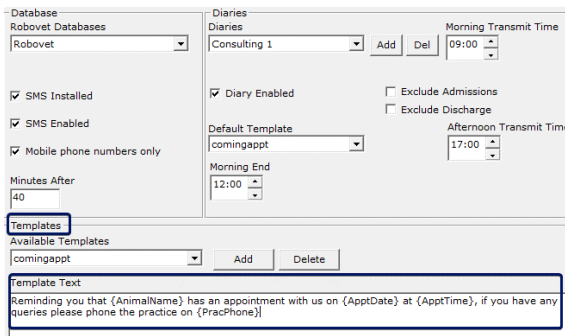 Database
Diaries
Robovet Databases
Diaries
Morning Transmit Time
Robovet
Consulting 1
Add
Del
09:00
SMS Installed
Diary Enabled
Exclude Admissions
Exclude Discharge
SMS Enabled
Default Template
Afternoon Transmit Time
Mobile phone numbers only
comingappt
17:00
Morning End
Minutes After
12:00
40
Templates
Available Templates
comingappt
Add
Delete
Template Text
Reminding you that {AnimalName} has an appointment with us on {ApptDate} at {ApptTime}, if you have any
queries please phone the practice on {PracPhone}